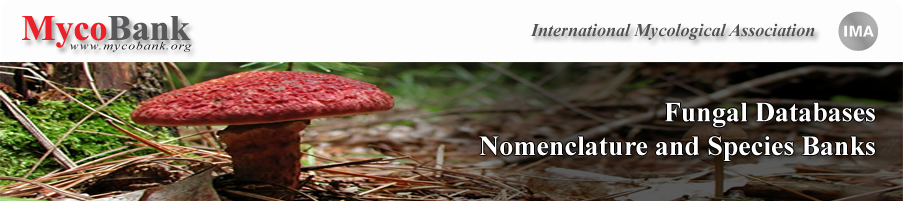 MycoBank
www.mycobank.org
International Mycological Association
IMA
Fungal Databases
Nomenclature and Species Banks